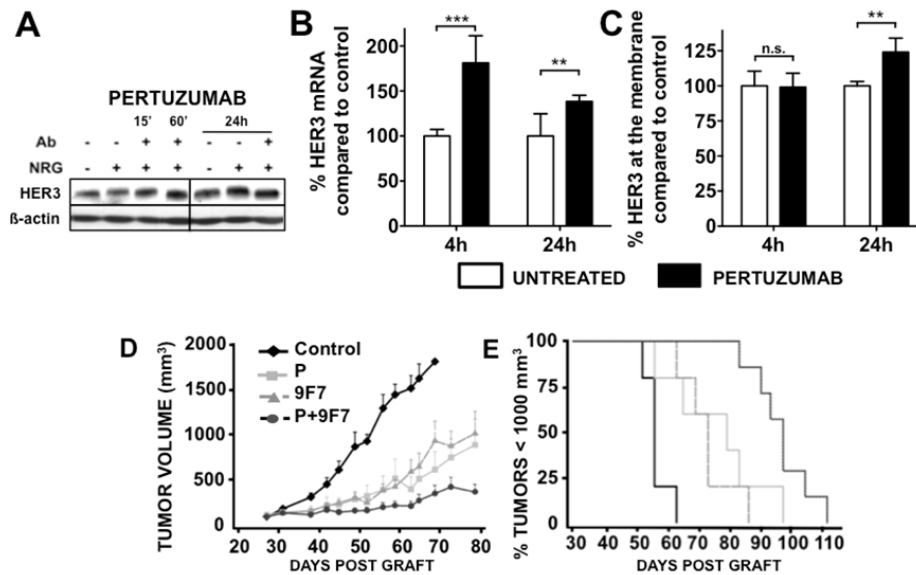 A
PERTUZUMAB
15' 60' 24h
Ab - - + + - - +
NRG - + + + - + +
HER3
ß-actin
B
% HER3 mRNA
compared to control
200
150
100
50
0
***
**
4h 24h
C
% HER3 at the membrane
compared to control
125
100
75
50
25
0
n.s.
**
4h 24h
UNTREATED PERTUZUMAB
D
TUMOR VOLUME (mm³)
2000
1500
1000
500
0
Control
P
9F7
P+9F7
20 30 40 50 60 70 80
DAYS POST GRAFT
E
% TUMORS < 1000 mm³
100
75
50
25
30 40 50 60 70 80 90 100 110
DAYS POST GRAFT